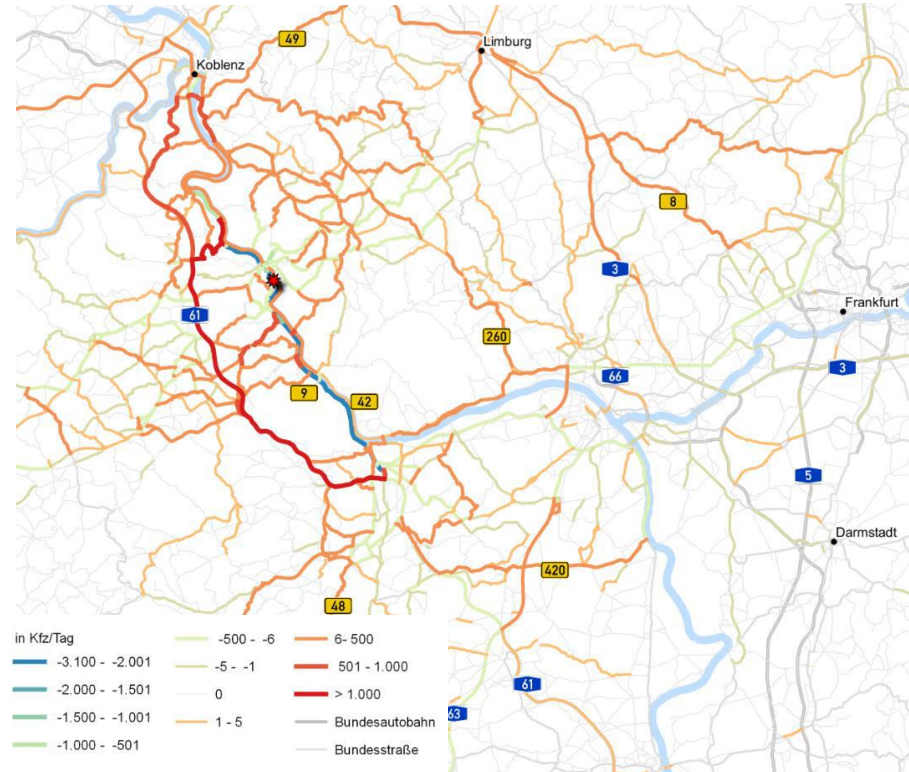 49
Limburg
Koblenz
8
3
61
Frankfurt
260
66
3
9
42
5
Darmstadt
420
48
61
63
in Kfz/Tag
-3.100 - -2.001
-2.000 - -1.501
-1.500 - -1.001
-1.000 - -501
-500 - -6
-5 - -1
0
1 - 5
6- 500
501 - 1.000
> 1.000
Bundesautobahn
Bundesstraße